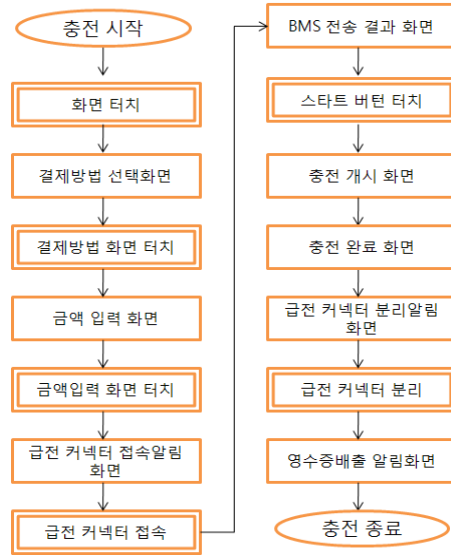 충전 시작
화면 터치
결제방법 선택화면
결제방법 화면 터치
금액 입력 화면
금액입력 화면 터치
급전 커넥터 접속알림
화면
급전 커넥터 접속
BMS 전송 결과 화면
스타트 버턴 터치
충전 개시 화면
충전 완료 화면
급전 커넥터 분리알림
화면
급전 커넥터 분리
영수증배출 알림화면
충전 종료